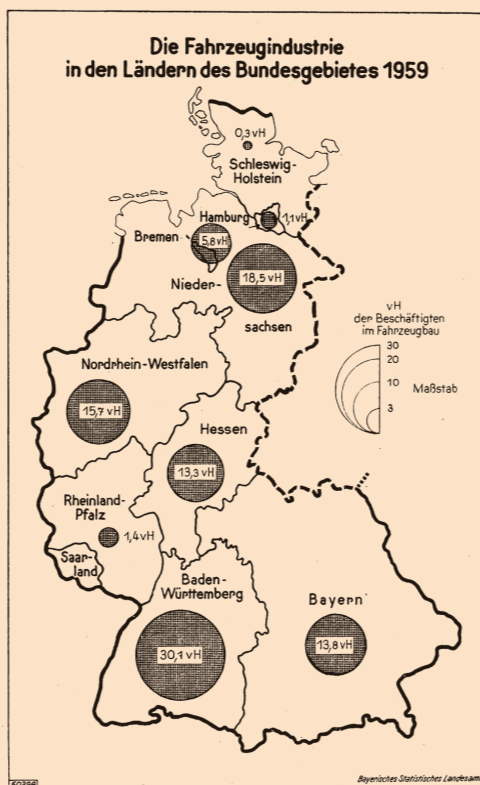 Die Fahrzeugindustrie
in den Ländern des Bundesgebietes 1959
0,3 vH
Schleswig-
Holstein
Hamburg
1,1 vH
Bremen
5,8 vH
18,5 vH
Nieder-
sachsen
vH
der Beschäftigten
im Fahrzeugbau
30
20
10
3
Maßstab
Nordrhein-Westfalen
15,7 vH
Hessen
13,3 vH
Rheinland-
Pfalz
1,4 vH
Saar-
land
Baden-
Württemberg
30,1 vH
Bayern
13,8 vH
Bayerisches Statistisches Landesamt